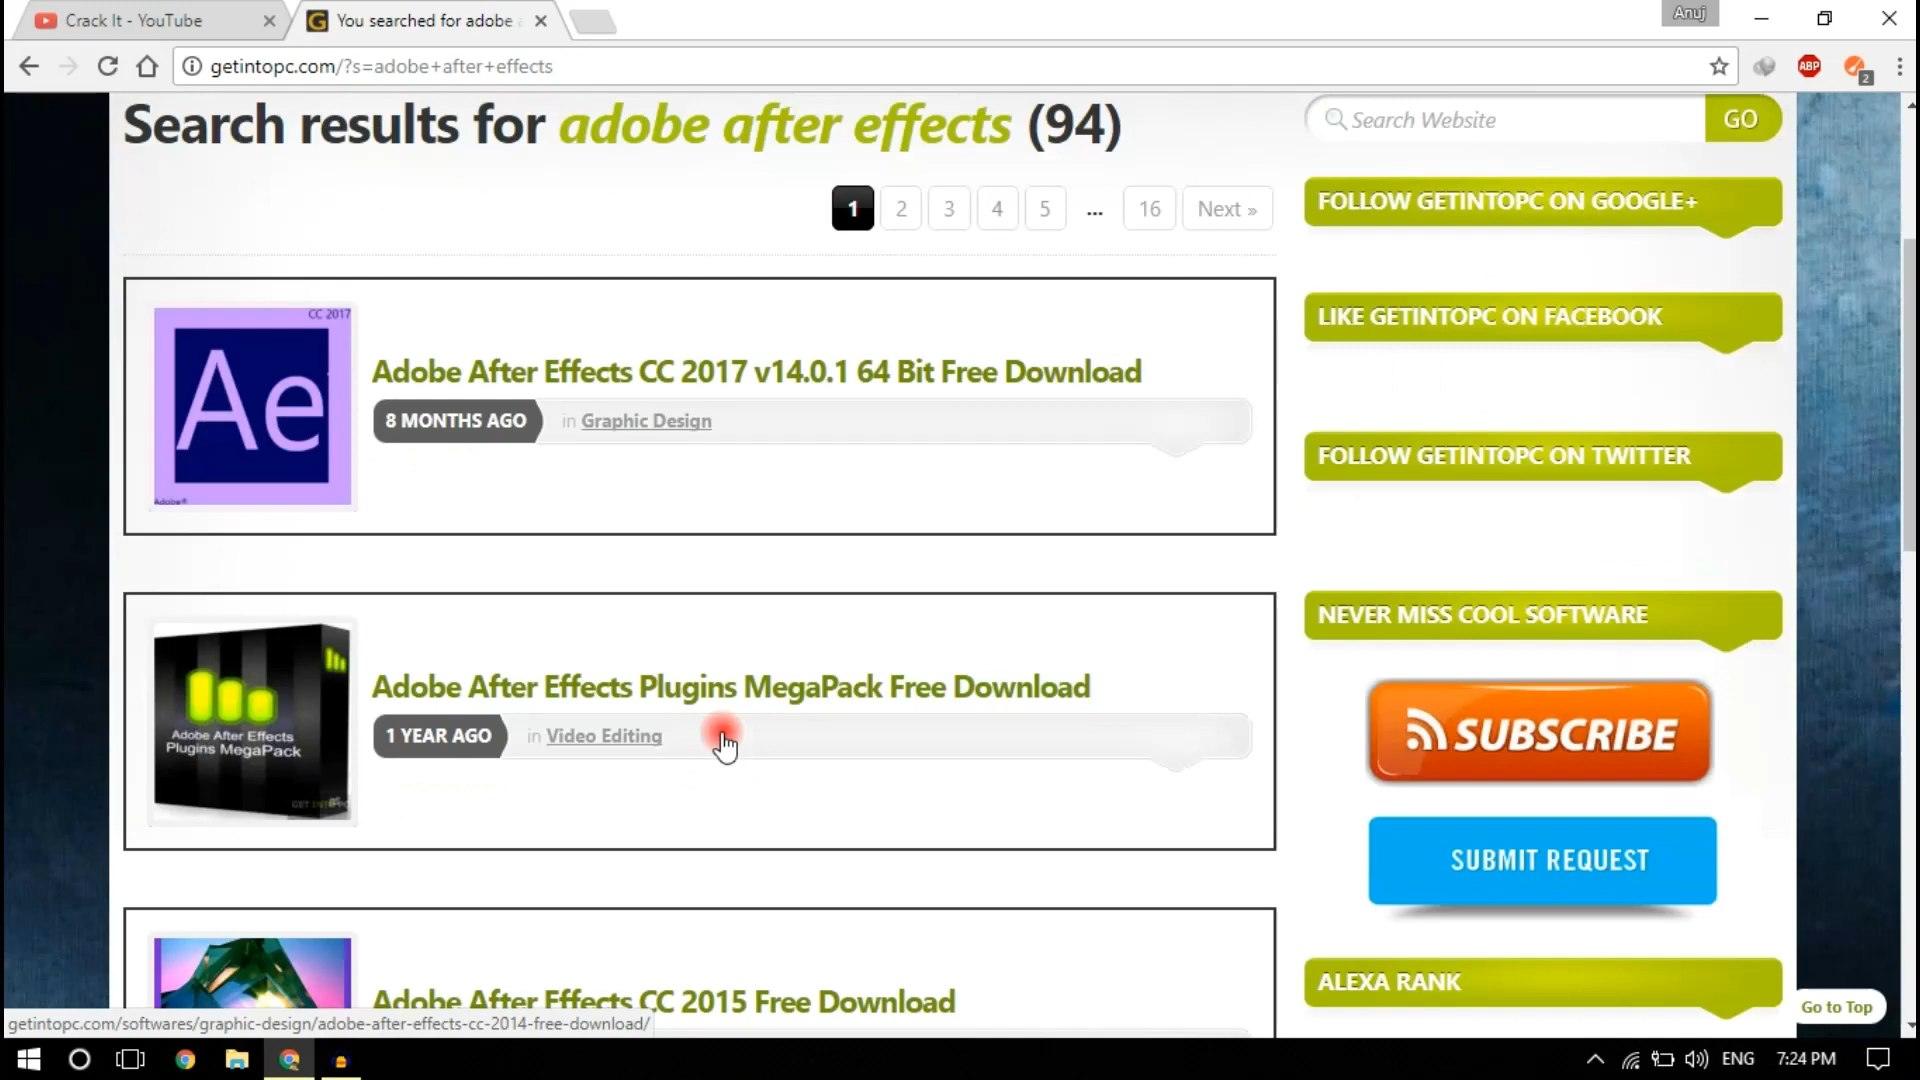 Crack It - YouTube
You searched for adobe
Anuj
getintopc.com/?s=adobe+after+effects
ABP
2
Search results for adobe after effects (94)
Search Website
GO
1 2 3 4 5 ... 16 Next »
FOLLOW GETINTOPC ON GOOGLE+
LIKE GETINTOPC ON FACEBOOK
FOLLOW GETINTOPC ON TWITTER
CC 2017
Ae
Adobe®
Adobe After Effects CC 2017 v14.0.1 64 Bit Free Download
8 MONTHS AGO in Graphic Design
NEVER MISS COOL SOFTWARE
SUBSCRIBE
SUBMIT REQUEST
Adobe After Effects
Plugins MegaPack
Adobe After Effects Plugins MegaPack Free Download
1 YEAR AGO in Video Editing
ALEXA RANK
Go to Top
Adobe After Effects CC 2015 Free Download
getintopc.com/softwares/graphic-design/adobe-after-effects-cc-2014-free-download/
ENG 7:24 PM